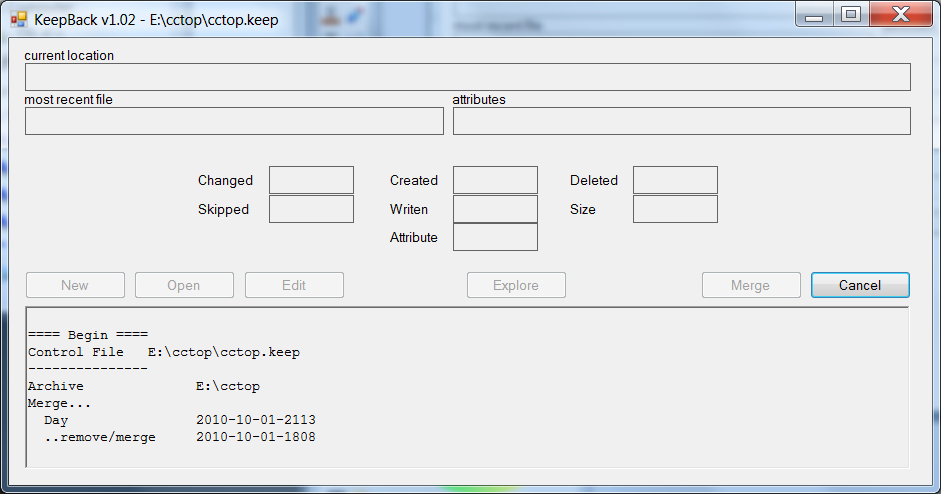 KeepBack v1.02 - E:\cctop\cctop.keep
current location
most recent file attributes
Changed Created Deleted
Skipped Writen Size
Attribute
New Open Edit Explore Merge Cancel
==== Begin ====
Control File   E:\cctop\cctop.keep
---------------
Archive              E:\cctop
Merge...
  Day                2010-10-01-2113
  ..remove/merge     2010-10-01-1808